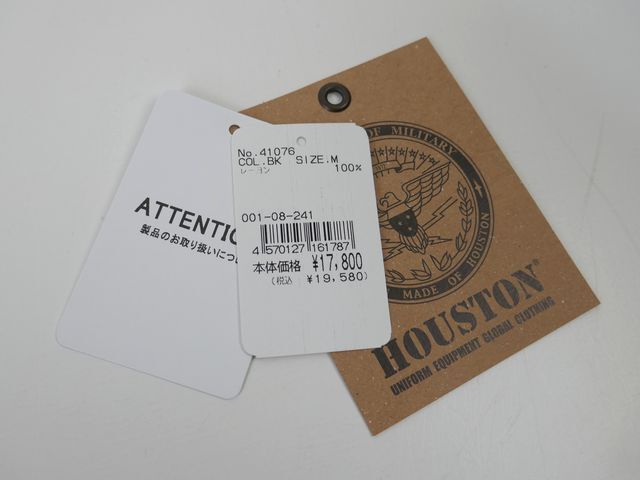 ATTENTIO
製品のお取り扱いにつ
No.41076
COL.BK SIZE.M
レーヨン 100%
001-08-241
4 570127 161787
本体価格 ¥17,800
(税込 ¥19,580)
OF MILITARY
MADE OF HOUSTON
HOUSTON®
UNIFORM EQUIPMENT GLOBAL CLOTHING